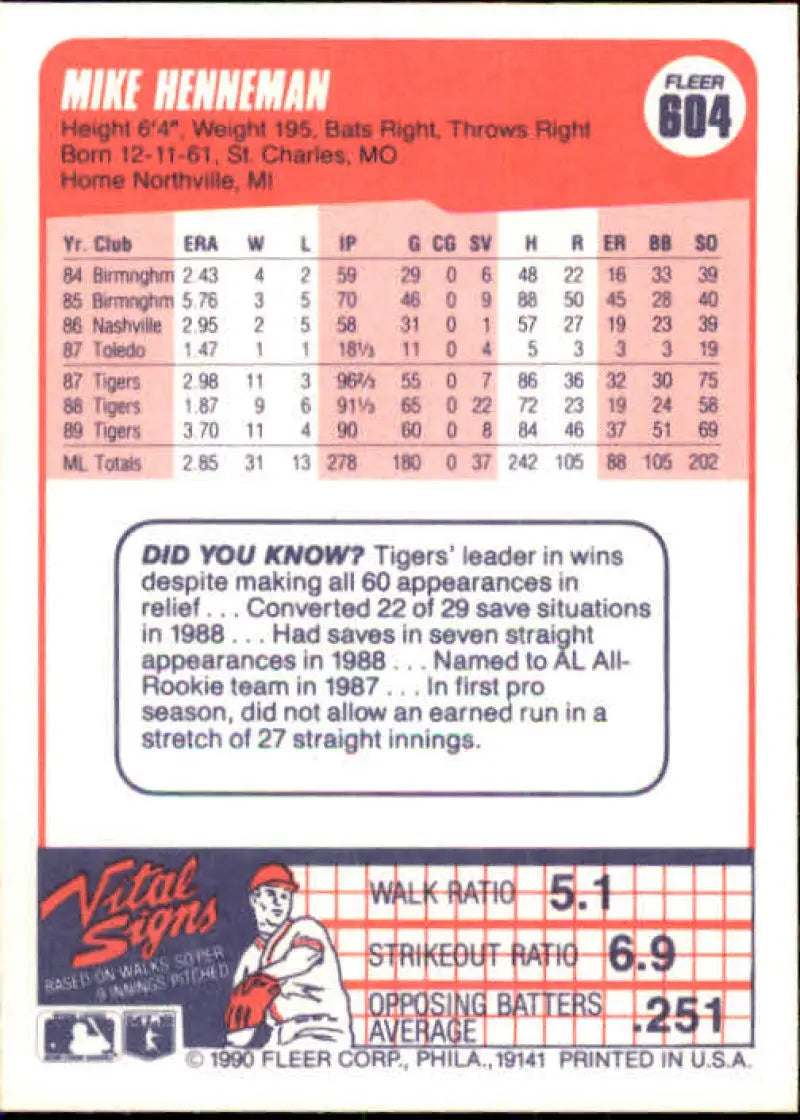 MIKE HENNEMAN
FLEER
604
Height 6'4", Weight 195, Bats Right, Throws Right
Born 12-11-61, St. Charles, MO
Home Northville, MI
Yr. Club ERA W L IP G CG SV H R ER BB SO
84 Birmnghm 2.43 4 2 59 29 0 6 48 22 16 33 39
85 Birmnghm 5.76 3 5 70 46 0 9 88 50 45 28 40
86 Nashville 2.95 2 5 58 31 0 1 57 27 19 23 39
87 Toledo 1.47 1 1 18⅓ 11 0 4 5 3 3 3 19
87 Tigers 2.98 11 3 96⅔ 55 0 7 86 36 32 30 75
88 Tigers 1.87 9 6 91⅓ 65 0 22 72 23 19 24 58
89 Tigers 3.70 11 4 90 60 0 8 84 46 37 51 69
ML Totals 2.85 31 13 278 180 0 37 242 105 88 105 202
DID YOU KNOW? Tigers' leader in wins
despite making all 60 appearances in
relief . . . Converted 22 of 29 save situations
in 1988 . . . Had saves in seven straight
appearances in 1988 . . . Named to AL All-
Rookie team in 1987 . . . In first pro
season, did not allow an earned run in a
stretch of 27 straight innings.
Vital
Signs
BASED ON WALKS, SO PER
9 INNINGS PITCHED
WALK RATIO 5.1
STRIKEOUT RATIO 6.9
OPPOSING BATTERS
AVERAGE .251
© 1990 FLEER CORP., PHILA., 19141 PRINTED IN U.S.A.